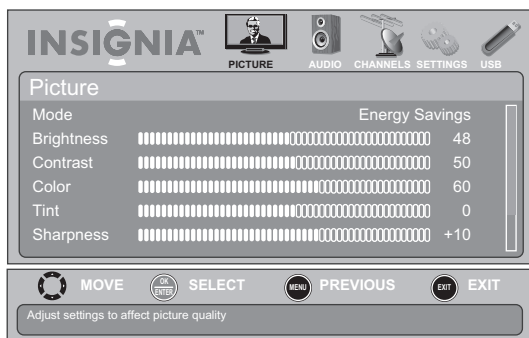 INSIGNIA™
PICTURE AUDIO CHANNELS SETTINGS USB
Picture
Mode Energy Savings
Brightness 48
Contrast 50
Color 60
Tint 0
Sharpness +10
MOVE OK ENTER SELECT MENU PREVIOUS EXIT EXIT
Adjust settings to affect picture quality